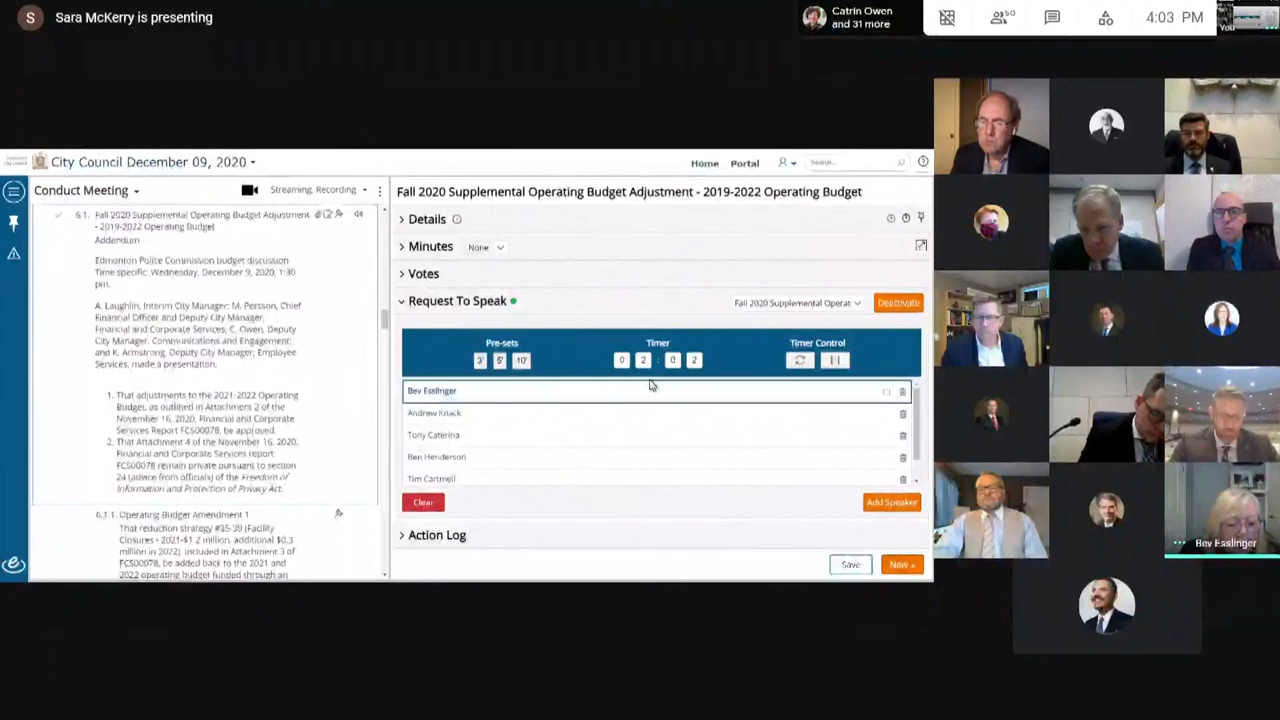 S
Sara McKerry is presenting
Catrin Owen
and 31 more
50
4:03 PM
You
City Council December 09, 2020
Home
Portal
Search...
Conduct Meeting
Streaming, Recording
6.1. Fall 2020 Supplemental Operating Budget Adjustment
- 2019-2022 Operating Budget
Addendum
Edmonton Police Commission budget discussion
Time specific: Wednesday, December 9, 2020, 1:30
pm.
A. Laughlin, Interim City Manager; M. Persson, Chief
Financial Officer and Deputy City Manager,
Financial and Corporate Services; C. Owen, Deputy
City Manager, Communications and Engagement;
and K. Armstrong, Deputy City Manager, Employee
Services, made a presentation.
1. That adjustments to the 2021-2022 Operating
Budget, as outlined in Attachment 2 of the
November 16, 2020, Financial and Corporate
Services Report FCS00078, be approved.
2. That Attachment 4 of the November 16, 2020,
Financial and Corporate Services report
FCS00078 remain private pursuant to section
24 (advice from officials) of the Freedom of
Information and Protection of Privacy Act.
6.1.1. Operating Budget Amendment 1
That reduction strategy #35-39 (Facility
Closures - 2021-$1.2 million, additional $0.3
million in 2022), included in Attachment 3 of
FCS00078, be added back to the 2021 and
2022 operating budget funded through an
Fall 2020 Supplemental Operating Budget Adjustment - 2019-2022 Operating Budget
Details
Minutes
None
Votes
Request To Speak
Fall 2020 Supplemental Operat
Deactivate
Pre-sets
Timer
Timer Control
3'
5'
10'
0 2 : 0 2
Bev Esslinger
Andrew Knack
Tony Caterina
Ben Henderson
Tim Cartmell
Clear
Add Speaker
Action Log
Save
New
Bev Esslinger